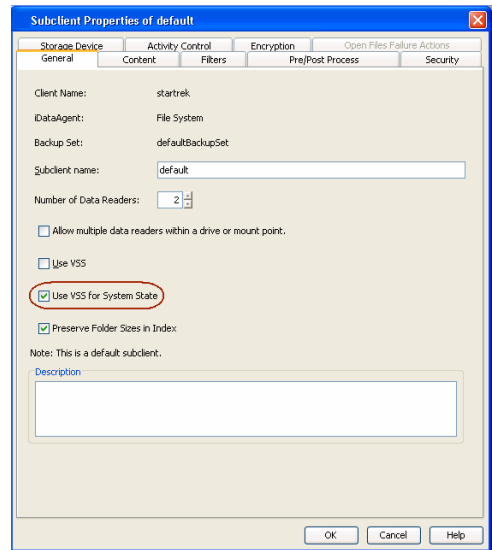 Subclient Properties of default
Storage Device Activity Control Encryption Open Files Failure Actions
General Content Filters Pre/Post Process Security
Client Name: startrek
iDataAgent: File System
Backup Set: defaultBackupSet
Subclient name: default
Number of Data Readers: 2
Allow multiple data readers within a drive or mount point.
Use VSS
Use VSS for System State
Preserve Folder Sizes in Index
Note: This is a default subclient.
Description
OK Cancel Help